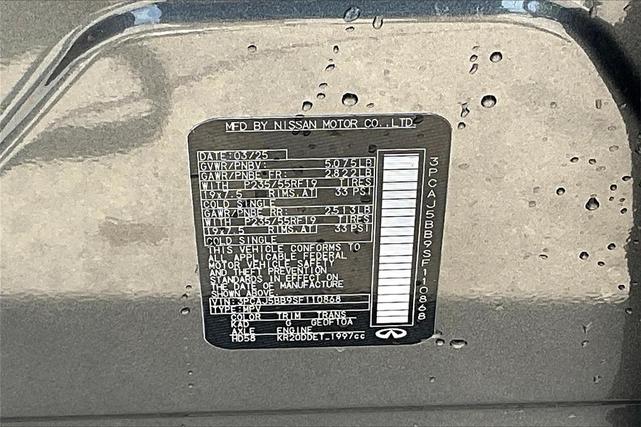 MFD BY NISSAN MOTOR CO.,LTD.
DATE:03/25
GVWR/PNBV: 5,075LB
GAWR/PNBE FR: 2,822LB
WITH P235/55RF19 TIRES
19x7.5 RIMS,AT 33 PSI
COLD SINGLE
GAWR/PNBE RR: 2,513LB
WITH P235/55RF19 TIRES
19x7.5 RIMS,AT 33 PSI
COLD SINGLE
THIS VEHICLE CONFORMS TO
ALL APPLICABLE FEDERAL
MOTOR VEHICLE SAFETY
AND THEFT PREVENTION
STANDARDS IN EFFECT ON
THE DATE OF MANUFACTURE
SHOWN ABOVE.
VIN:3PCAJ5BB9SF110868
TYPE:MPV
COLOR TRIM TRANS
KAD G GEOF10A
AXLE ENGINE
HD58 KR20DDET 1997cc
3PCAJ5BB9SF110868